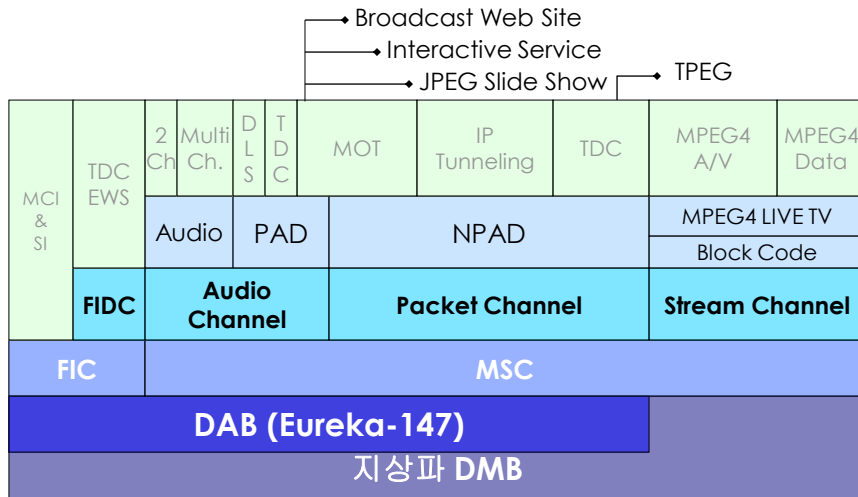 Broadcast Web Site
Interactive Service
JPEG Slide Show
TPEG
MCI
&
SI
TDC
EWS
2
Ch
Multi
Ch.
D
L
S
T
D
C
MOT
IP
Tunneling
TDC
MPEG4
A/V
MPEG4
Data
Audio
PAD
NPAD
MPEG4 LIVE TV
Block Code
FIDC
Audio
Channel
Packet Channel
Stream Channel
FIC
MSC
DAB (Eureka-147)
지상파 DMB